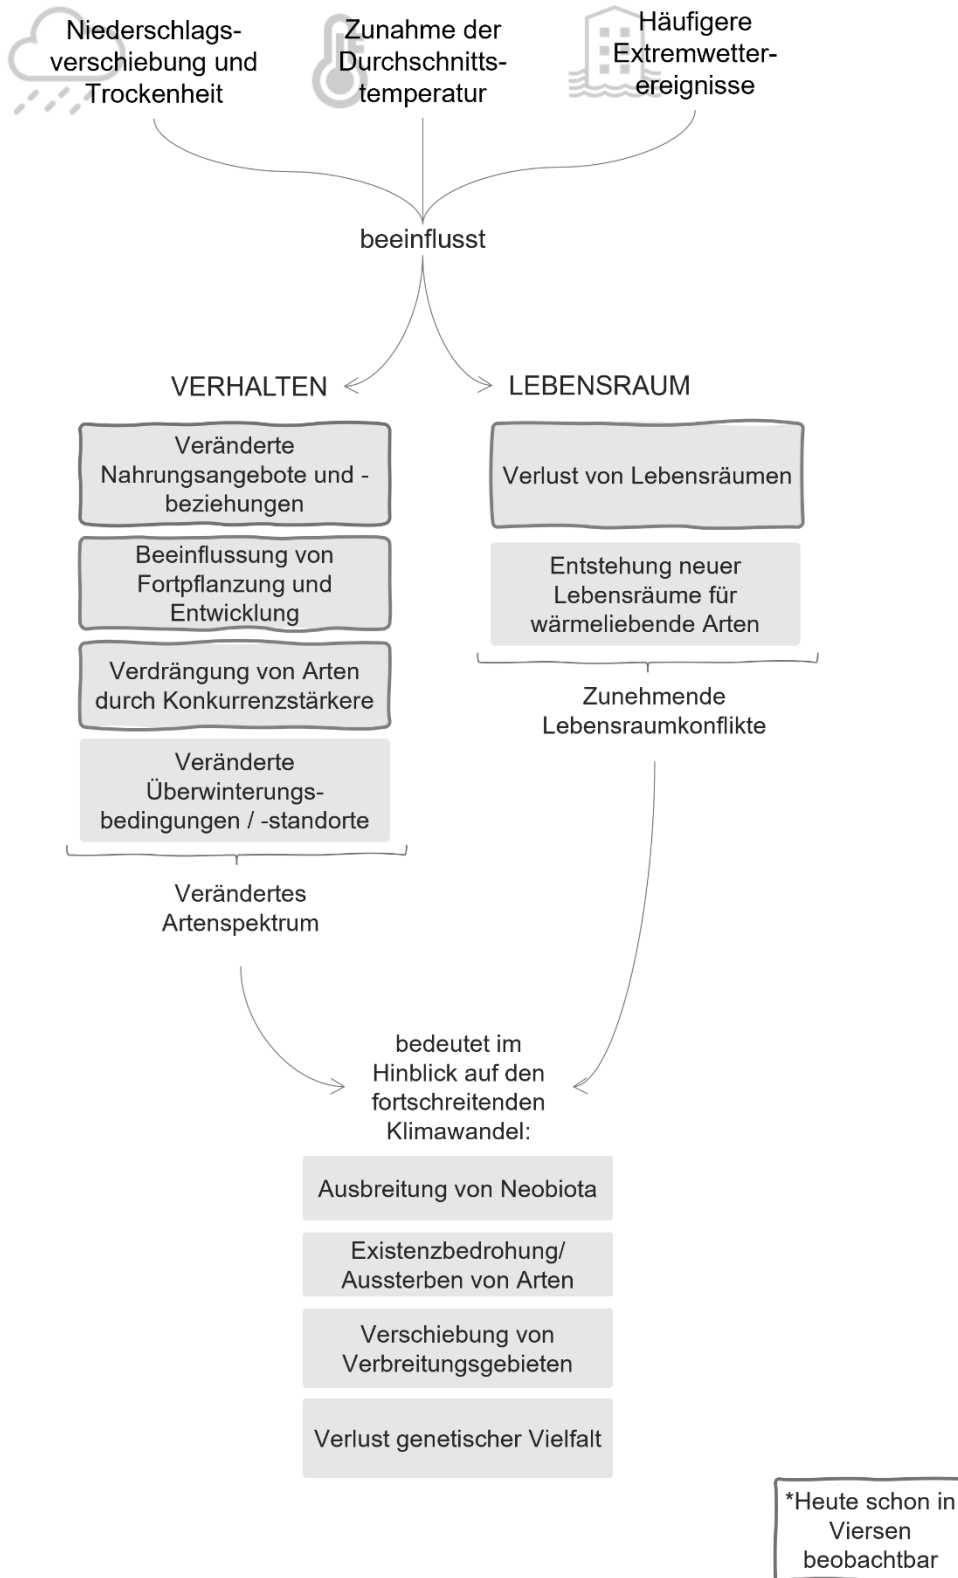 Niederschlags-
verschiebung und
Trockenheit
Zunahme der
Durchschnitts-
temperatur
Häufigere
Extremwetter-
ereignisse
beeinflusst
VERHALTEN
Veränderte
Nahrungsangebote und -
beziehungen
Beeinflussung von
Fortpflanzung und
Entwicklung
Verdrängung von Arten
durch Konkurrenzstärkere
Veränderte
Überwinterungs-
bedingungen / -standorte
Verändertes
Artenspektrum
LEBENSRAUM
Verlust von Lebensräumen
Entstehung neuer
Lebensräume für
wärmeliebende Arten
Zunehmende
Lebensraumkonflikte
bedeutet im
Hinblick auf den
fortschreitenden
Klimawandel:
Ausbreitung von Neobiota
Existenzbedrohung/
Aussterben von Arten
Verschiebung von
Verbreitungsgebieten
Verlust genetischer Vielfalt
*Heute schon in
Viersen
beobachtbar